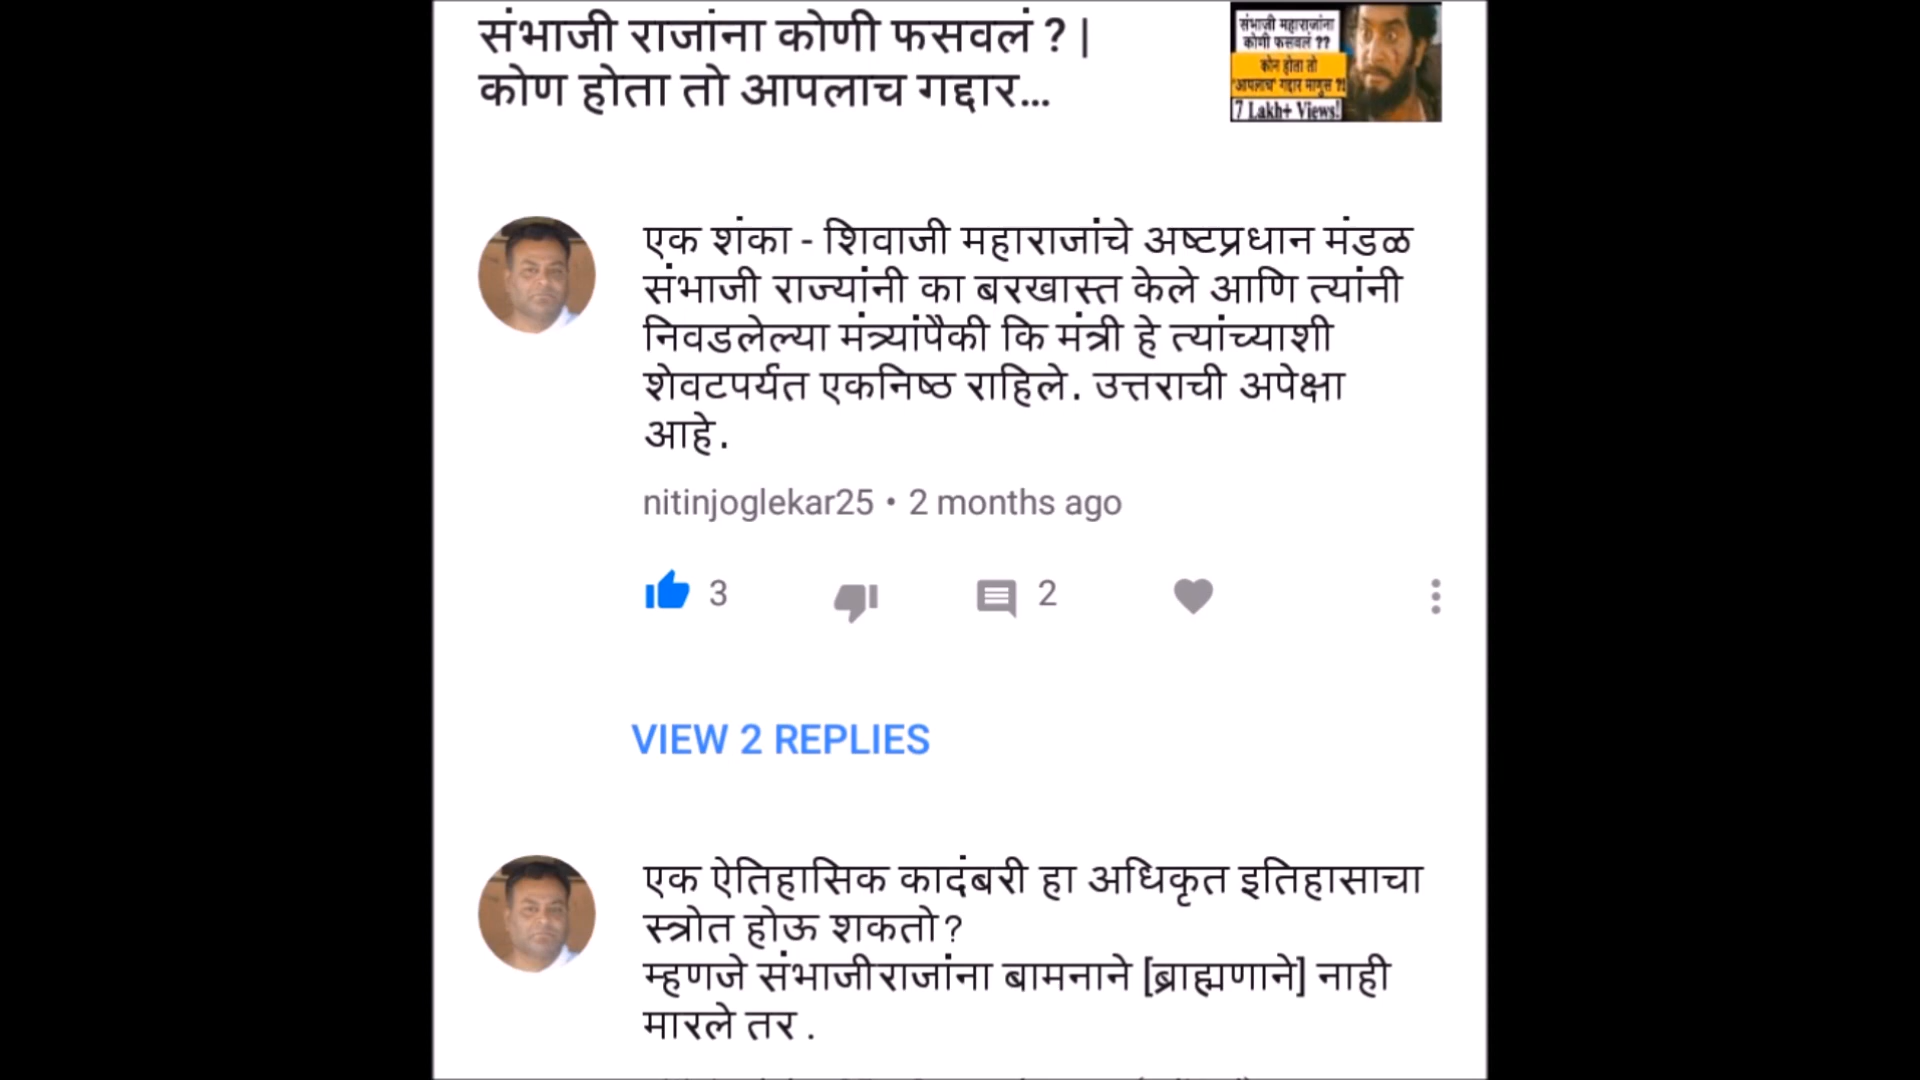 संभाजी राजांना कोणी फसवलं ? |
कोण होता तो आपलाच गद्दार...
संभाजी महाराजांना
कोणी फसवलं ??
कोन होता तो
'आपलाच' गद्दार माणूस ?!
7 Lakh+ Views!
एक शंका - शिवाजी महाराजांचे अष्टप्रधान मंडळ
संभाजी राज्यांनी का बरखास्त केले आणि त्यांनी
निवडलेल्या मंत्र्यांपैकी कि मंत्री हे त्यांच्याशी
शेवटपर्यत एकनिष्ठ राहिले. उत्तराची अपेक्षा
आहे.
nitinjoglekar25 • 2 months ago
3
2
VIEW 2 REPLIES
एक ऐतिहासिक कादंबरी हा अधिकृत इतिहासाचा
स्त्रोत होऊ शकतो?
म्हणजे संभाजीराजांना बामनाने [ब्राह्मणाने] नाही
मारले तर .